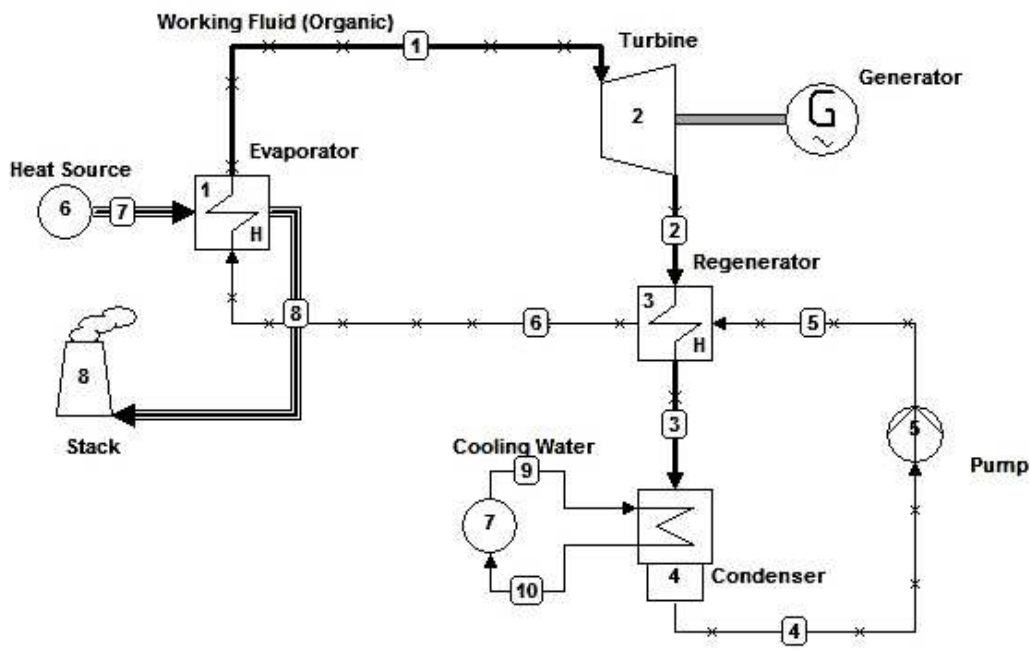 Working Fluid (Organic)
1
Turbine
Generator
2
G
Evaporator
Heat Source
1
6
7
H
2
Regenerator
3
8
6
5
H
8
3
5
Stack
Cooling Water
9
Pump
7
4
Condenser
10
4